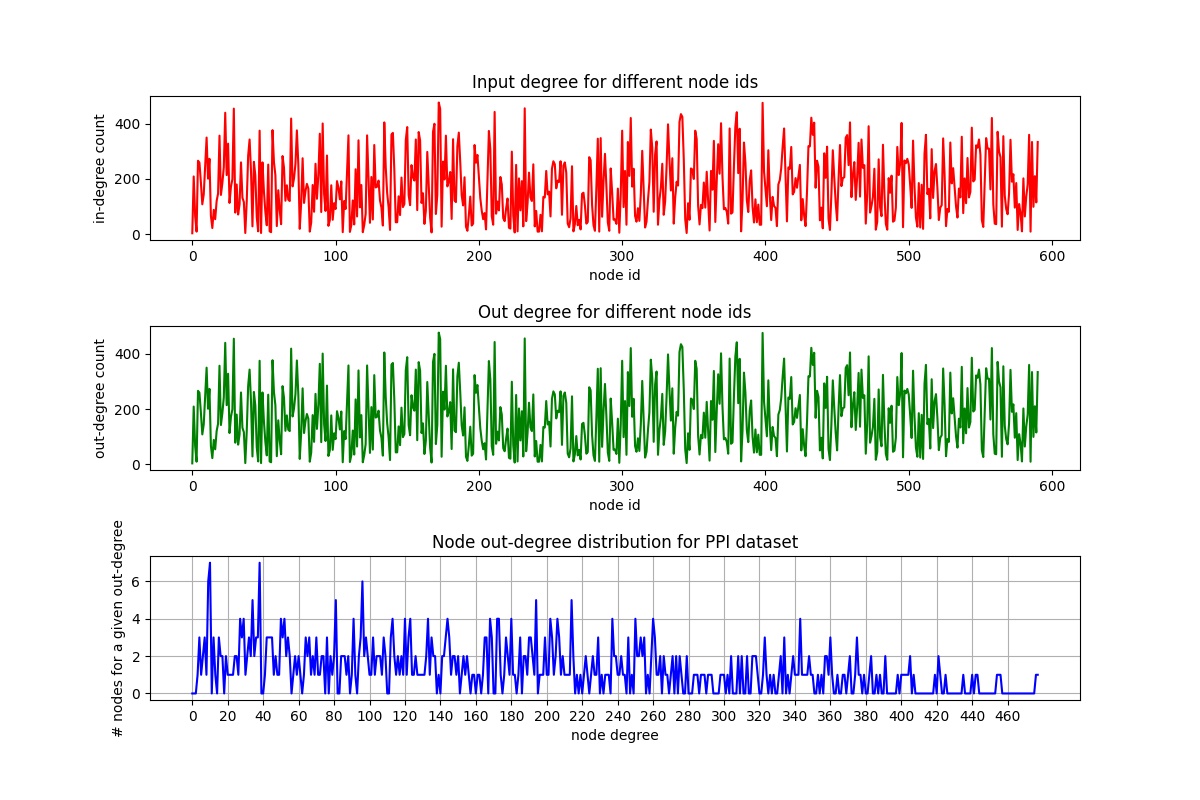 Input degree for different node ids
in-degree count
400
200
0
0 100 200 300 400 500 600
node id
Out degree for different node ids
out-degree count
400
200
0
0 100 200 300 400 500 600
node id
Node out-degree distribution for PPI dataset
# nodes for a given out-degree
6
4
2
0
0 20 40 60 80 100 120 140 160 180 200 220 240 260 280 300 320 340 360 380 400 420 440 460
node degree